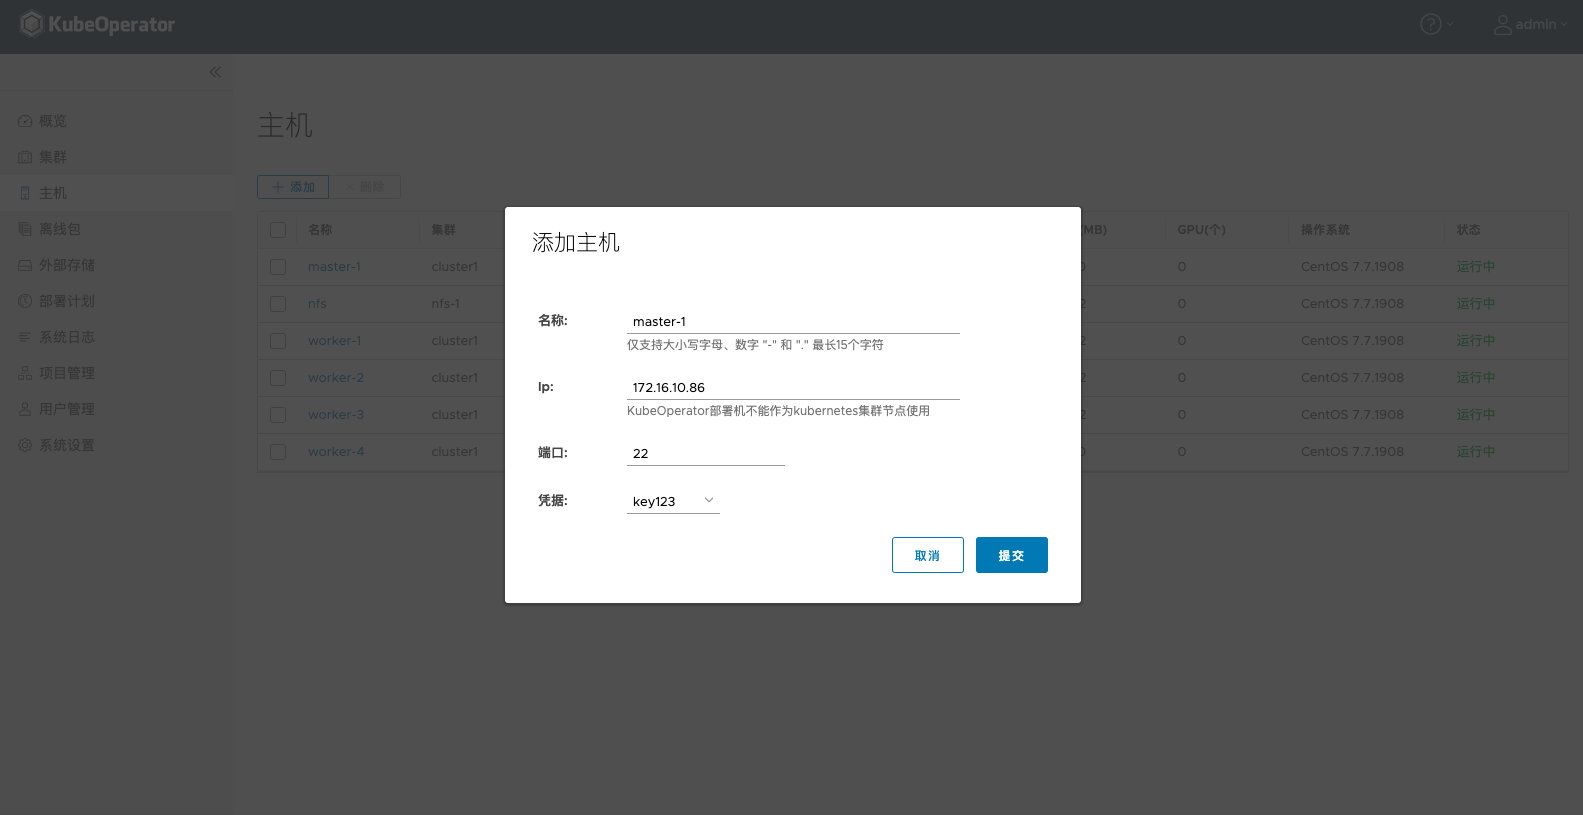 KubeOperator
admin
概览
集群
主机
离线包
外部存储
部署计划
系统日志
项目管理
用户管理
系统设置
主机
添加 删除
名称 集群 (MB) GPU(个) 操作系统 状态
master-1 cluster1 0 CentOS 7.7.1908 运行中
nfs nfs-1 0 CentOS 7.7.1908 运行中
worker-1 cluster1 0 CentOS 7.7.1908 运行中
worker-2 cluster1 0 CentOS 7.7.1908 运行中
worker-3 cluster1 0 CentOS 7.7.1908 运行中
worker-4 cluster1 0 CentOS 7.7.1908 运行中
添加主机
名称: master-1
仅支持大小写字母、数字 "-" 和 "." 最长15个字符
Ip: 172.16.10.86
KubeOperator部署机不能作为kubernetes集群节点使用
端口: 22
凭据: key123
取消 提交